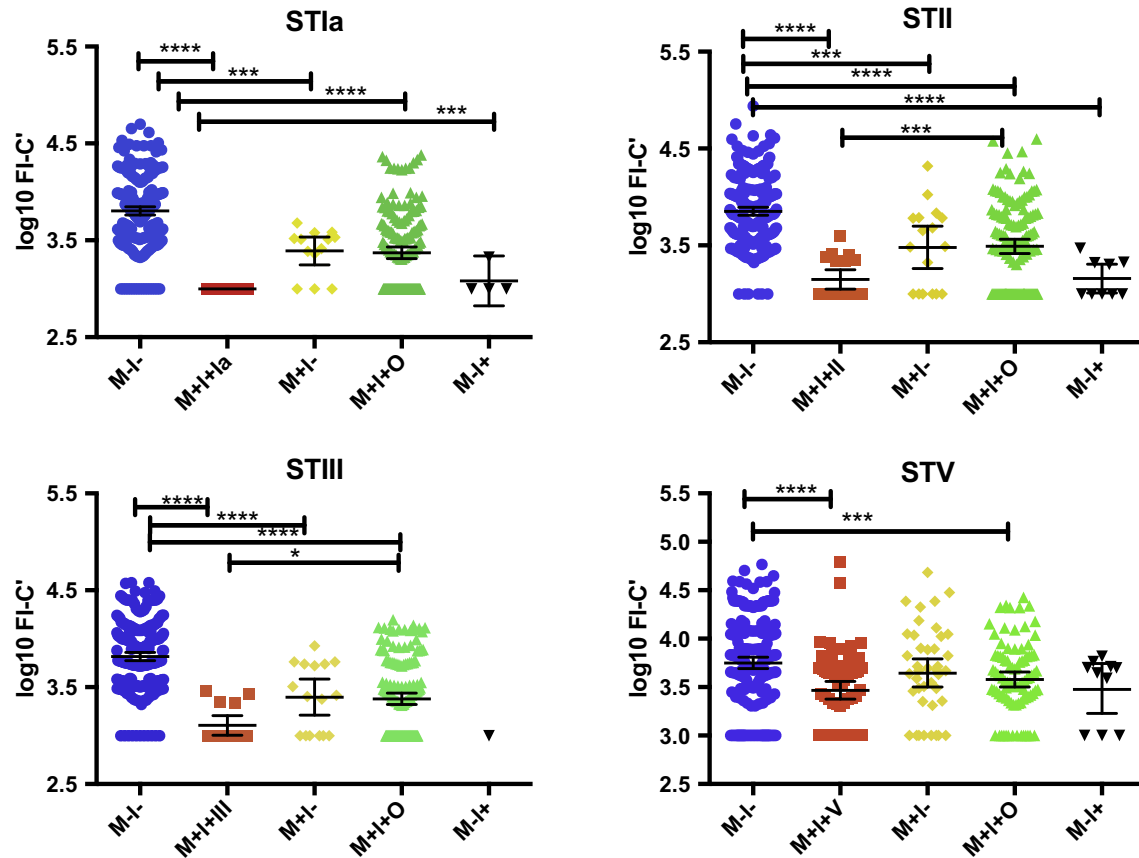 STIa
****
***
****
***
log10 FI-C'
5.5
4.5
3.5
2.5
M-I-
M+I+Ia
M+I-
M+I+O
M-I+
STII
****
***
****
****
***
log10 FI-C'
5.5
4.5
3.5
2.5
M-I-
M+I+II
M+I-
M+I+O
M-I+
STIII
****
****
****
*
log10 FI-C'
5.5
4.5
3.5
2.5
M-I-
M+I+III
M+I-
M+I+O
M-I+
STV
****
***
log10 FI-C'
5.5
5.0
4.5
4.0
3.5
3.0
2.5
M-I-
M+I+V
M+I-
M+I+O
M-I+